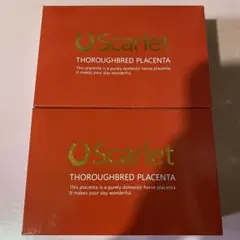 Scarlet
THOROUGHBRED PLACENTA
This placenta is a purely domestic horse placenta.
It makes your day wonderful.
Scarlet
THOROUGHBRED PLACENTA
This placenta is a purely domestic horse placenta.
It makes your day wonderful.